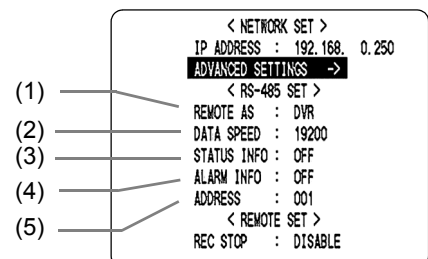 < NETWORK SET >
IP ADDRESS : 192.168. 0.250
ADVANCED SETTINGS ->
< RS-485 SET >
(1) REMOTE AS : DVR
(2) DATA SPEED : 19200
(3) STATUS INFO : OFF
(4) ALARM INFO : OFF
(5) ADDRESS : 001
< REMOTE SET >
REC STOP : DISABLE